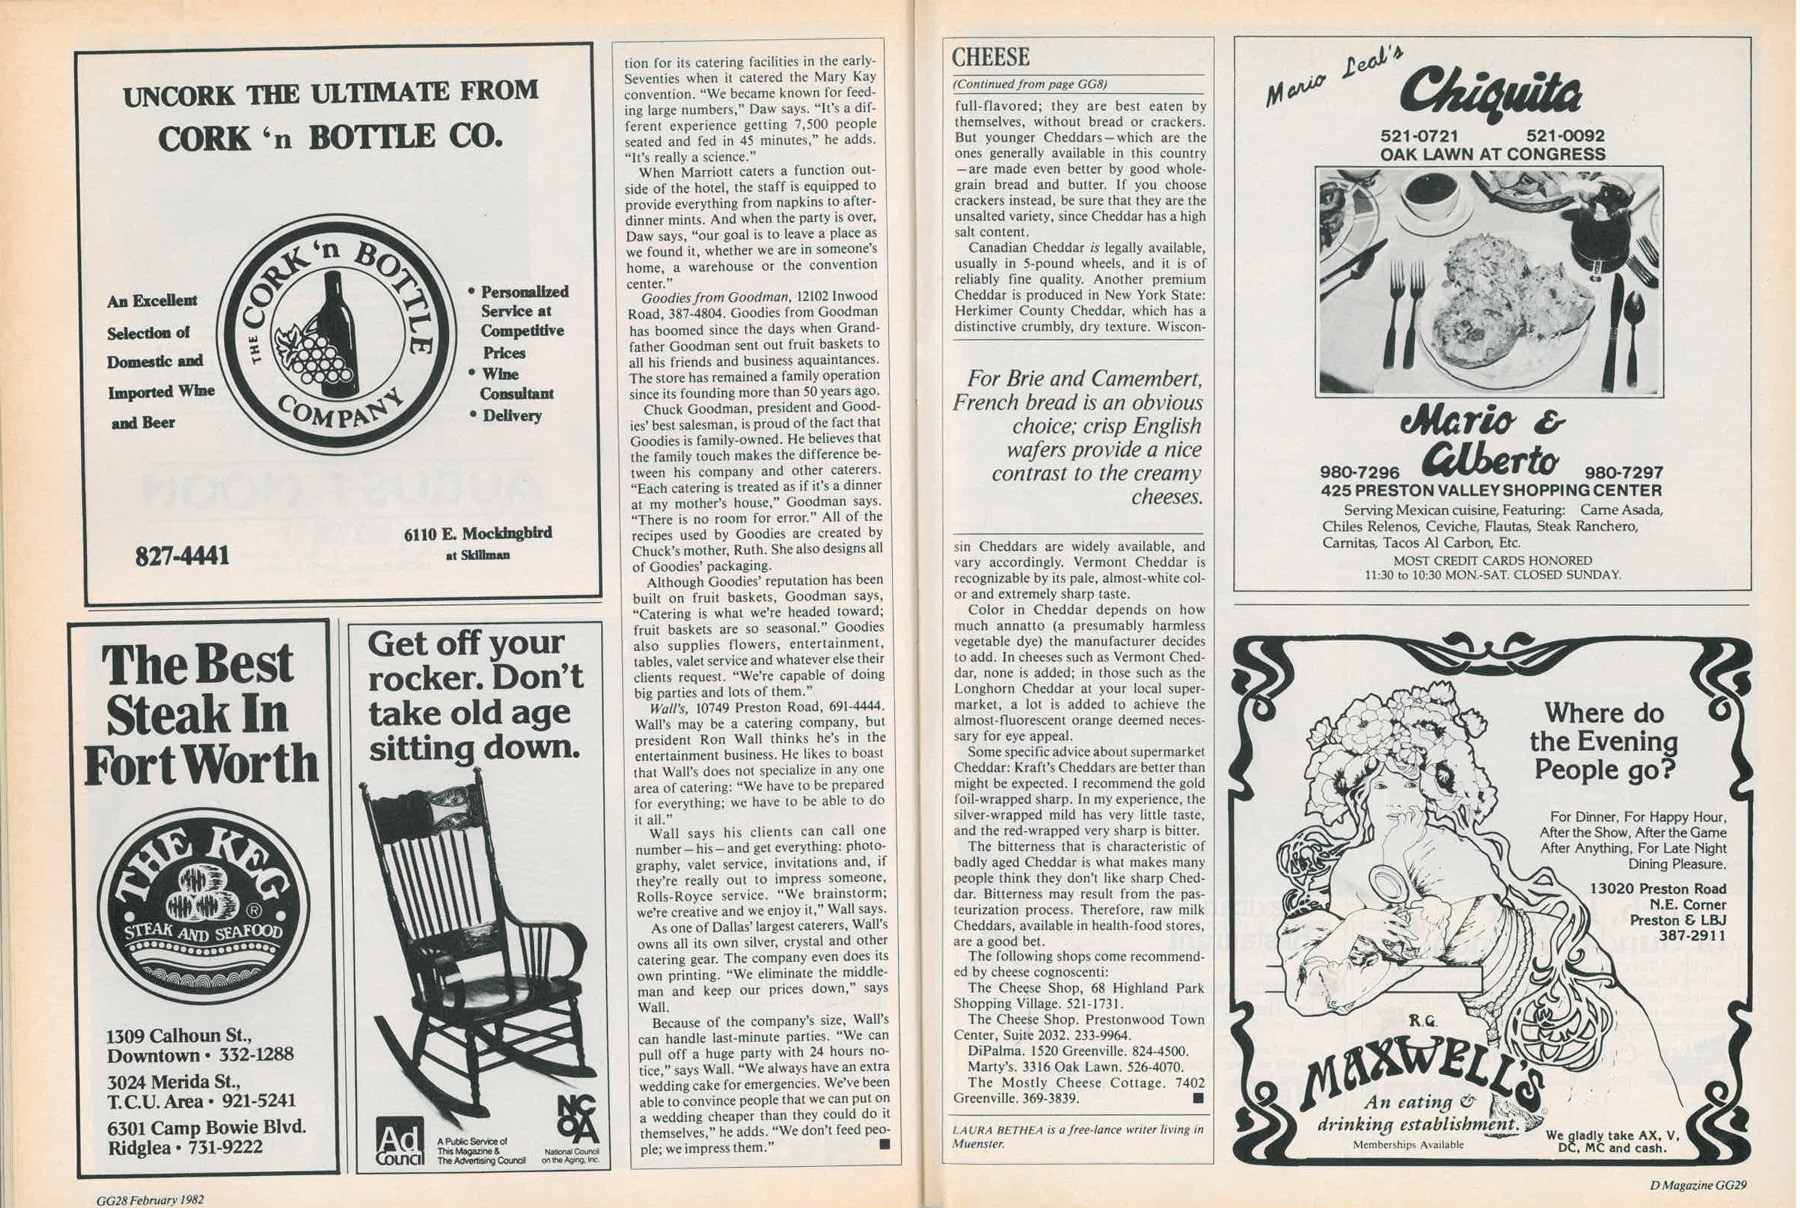 UNCORK THE ULTIMATE FROM
CORK 'n BOTTLE CO.
An Excellent
Selection of
Domestic and
Imported Wine
and Beer
THE CORK 'n BOTTLE
COMPANY
• Personalized
Service at
Competitive
Prices
• Wine
Consultant
• Delivery
827-4441
6110 E. Mockingbird
at Skillman
The Best
Steak In
Fort Worth
THE KEG
®
STEAK AND SEAFOOD
1309 Calhoun St.,
Downtown • 332-1288
3024 Merida St.,
T.C.U. Area • 921-5241
6301 Camp Bowie Blvd.
Ridglea • 731-9222
Get off your
rocker. Don't
take old age
sitting down.
Ad
Council
A Public Service of
This Magazine &
The Advertising Council
NCOA
National Council
on the Aging, Inc.
tion for its catering facilities in the early-
Seventies when it catered the Mary Kay
convention. "We became known for feed-
ing large numbers," Daw says. "It's a dif-
ferent experience getting 7,500 people
seated and fed in 45 minutes," he adds.
"It's really a science."
When Marriott caters a function out-
side of the hotel, the staff is equipped to
provide everything from napkins to after-
dinner mints. And when the party is over,
Daw says, "our goal is to leave a place as
we found it, whether we are in someone's
home, a warehouse or the convention
center."
Goodies from Goodman, 12102 Inwood
Road, 387-4804. Goodies from Goodman
has boomed since the days when Grand-
father Goodman sent out fruit baskets to
all his friends and business aquaintances.
The store has remained a family operation
since its founding more than 50 years ago.
Chuck Goodman, president and Good-
ies' best salesman, is proud of the fact that
Goodies is family-owned. He believes that
the family touch makes the difference be-
tween his company and other caterers.
"Each catering is treated as if it's a dinner
at my mother's house," Goodman says.
"There is no room for error." All of the
recipes used by Goodies are created by
Chuck's mother, Ruth. She also designs all
of Goodies' packaging.
Although Goodies' reputation has been
built on fruit baskets, Goodman says,
"Catering is what we're headed toward;
fruit baskets are so seasonal." Goodies
also supplies flowers, entertainment,
tables, valet service and whatever else their
clients request. "We're capable of doing
big parties and lots of them."
Wall's, 10749 Preston Road, 691-4444.
Wall's may be a catering company, but
president Ron Wall thinks he's in the
entertainment business. He likes to boast
that Wall's does not specialize in any one
area of catering: "We have to be prepared
for everything; we have to be able to do
it all."
Wall says his clients can call one
number—his—and get everything: photo-
graphy, valet service, invitations and, if
they're really out to impress someone,
Rolls-Royce service. "We brainstorm;
we're creative and we enjoy it," Wall says.
As one of Dallas' largest caterers, Wall's
owns all its own silver, crystal and other
catering gear. The company even does its
own printing. "We eliminate the middle-
man and keep our prices down," says
Wall.
Because of the company's size, Wall's
can handle last-minute parties. "We can
pull off a huge party with 24 hours no-
tice," says Wall. "We always have an extra
wedding cake for emergencies. We've been
able to convince people that we can put on
a wedding cheaper than they could do it
themselves," he adds. "We don't feed peo-
ple; we impress them." ■
GG28 February 1982
CHEESE
(Continued from page GG8)
full-flavored; they are best eaten by
themselves, without bread or crackers.
But younger Cheddars—which are the
ones generally available in this country
—are made even better by good whole-
grain bread and butter. If you choose
crackers instead, be sure that they are the
unsalted variety, since Cheddar has a high
salt content.
Canadian Cheddar is legally available,
usually in 5-pound wheels, and it is of
reliably fine quality. Another premium
Cheddar is produced in New York State:
Herkimer County Cheddar, which has a
distinctive crumbly, dry texture. Wiscon-
For Brie and Camembert,
French bread is an obvious
choice; crisp English
wafers provide a nice
contrast to the creamy
cheeses.
sin Cheddars are widely available, and
vary accordingly. Vermont Cheddar is
recognizable by its pale, almost-white col-
or and extremely sharp taste.
Color in Cheddar depends on how
much annatto (a presumably harmless
vegetable dye) the manufacturer decides
to add. In cheeses such as Vermont Ched-
dar, none is added; in those such as the
Longhorn Cheddar at your local super-
market, a lot is added to achieve the
almost-fluorescent orange deemed neces-
sary for eye appeal.
Some specific advice about supermarket
Cheddar: Kraft's Cheddars are better than
might be expected. I recommend the gold
foil-wrapped sharp. In my experience, the
silver-wrapped mild has very little taste,
and the red-wrapped very sharp is bitter.
The bitterness that is characteristic of
badly aged Cheddar is what makes many
people think they don't like sharp Ched-
dar. Bitterness may result from the pas-
teurization process. Therefore, raw milk
Cheddars, available in health-food stores,
are a good bet.
The following shops come recommend-
ed by cheese cognoscenti:
The Cheese Shop, 68 Highland Park
Shopping Village. 521-1731.
The Cheese Shop. Prestonwood Town
Center, Suite 2032. 233-9964.
DiPalma. 1520 Greenville. 824-4500.
Marty's. 3316 Oak Lawn. 526-4070.
The Mostly Cheese Cottage. 7402
Greenville. 369-3839. ■
LAURA BETHEA is a free-lance writer living in
Muenster.
Mario Leal's
Chiquita
521-0721 521-0092
OAK LAWN AT CONGRESS
Mario &
Alberto
980-7296 980-7297
425 PRESTON VALLEY SHOPPING CENTER
Serving Mexican cuisine, Featuring: Carne Asada,
Chiles Relenos, Ceviche, Flautas, Steak Ranchero,
Carnitas, Tacos Al Carbon, Etc.
MOST CREDIT CARDS HONORED
11:30 to 10:30 MON.-SAT. CLOSED SUNDAY.
Where do
the Evening
People go?
For Dinner, For Happy Hour,
After the Show, After the Game
After Anything, For Late Night
Dining Pleasure.
13020 Preston Road
N.E. Corner
Preston & LBJ
387-2911
R.G.
MAXWELL'S
An eating &
drinking establishment.
Memberships Available
We gladly take AX, V,
DC, MC and cash.
D Magazine GG29